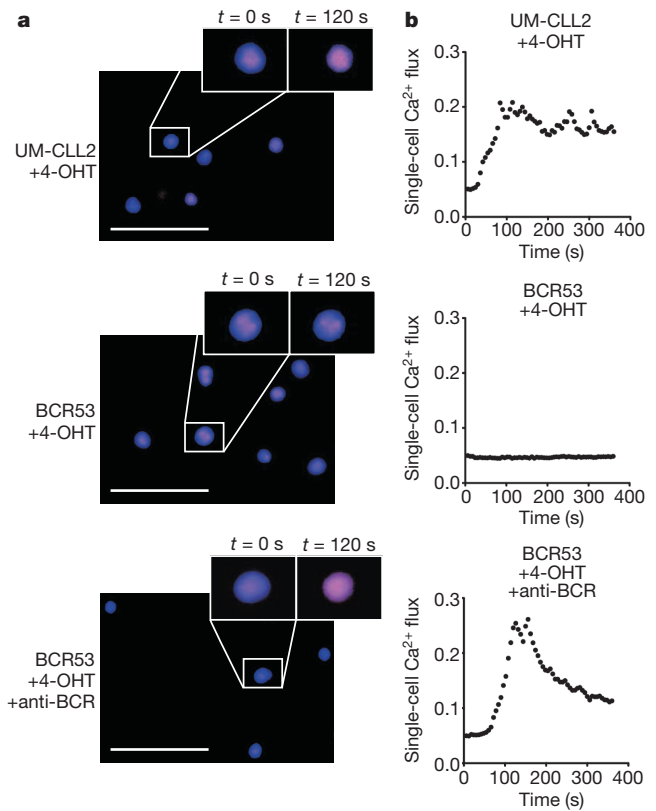 a
t = 0 s t = 120 s
UM-CLL2
+4-OHT
t = 0 s t = 120 s
BCR53
+4-OHT
t = 0 s t = 120 s
BCR53
+4-OHT
+anti-BCR
b
UM-CLL2
+4-OHT
Single-cell Ca²⁺ flux
0.3
0.2
0.1
0.0
0 100 200 300 400
Time (s)
BCR53
+4-OHT
Single-cell Ca²⁺ flux
0.3
0.2
0.1
0.0
0 100 200 300 400
Time (s)
BCR53
+4-OHT
+anti-BCR
Single-cell Ca²⁺ flux
0.3
0.2
0.1
0.0
0 100 200 300 400
Time (s)